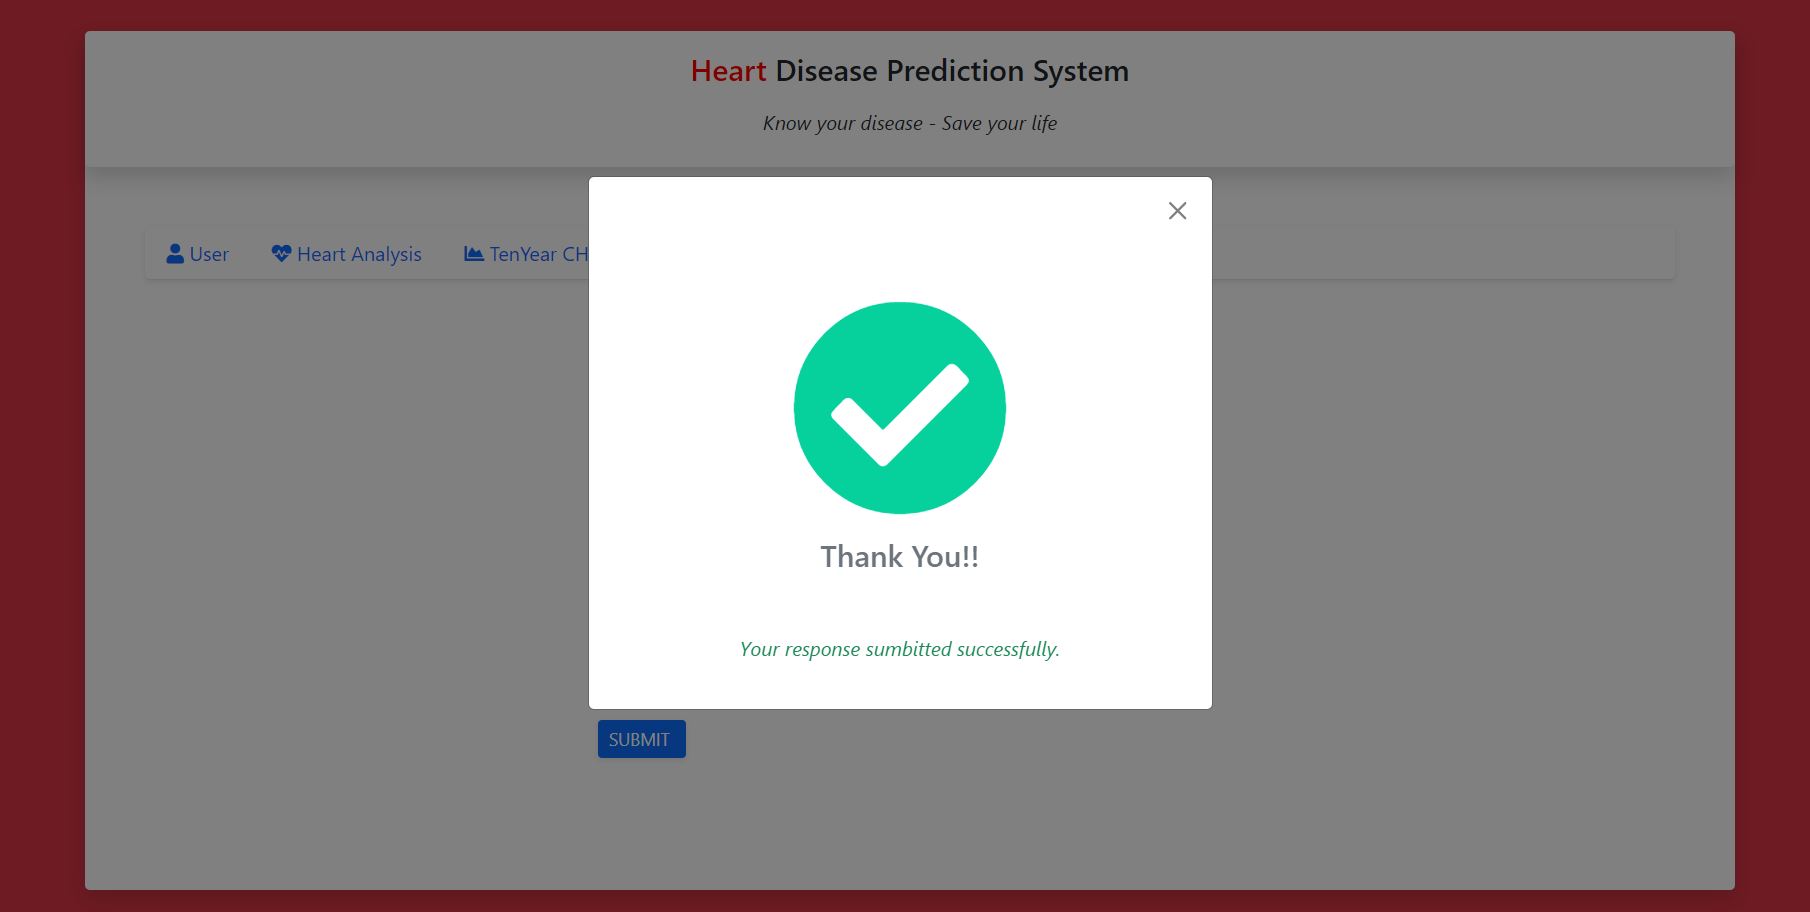 Heart Disease Prediction System
Know your disease - Save your life
User Heart Analysis TenYear CH
Thank You!!
Your response sumbitted successfully.
SUBMIT